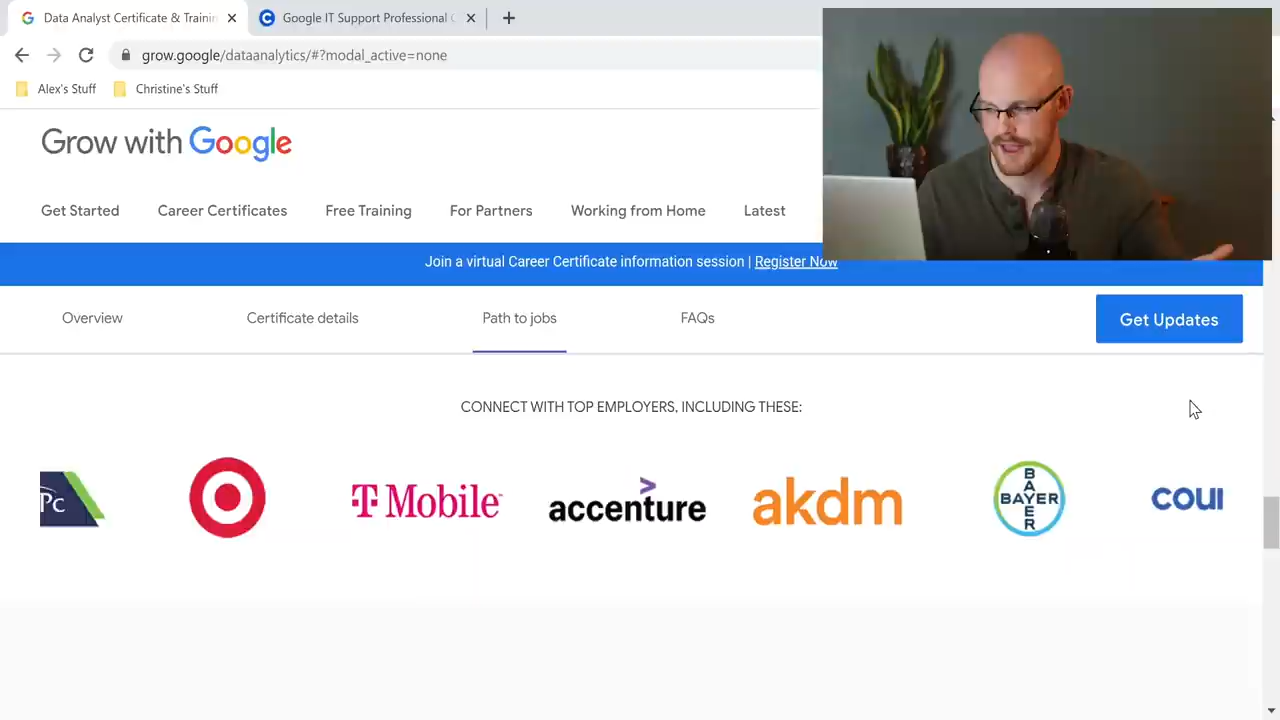 Data Analyst Certificate & Trainin
Google IT Support Professional C
grow.google/dataanalytics/#?modal_active=none
Alex's Stuff
Christine's Stuff
Grow with Google
Get Started
Career Certificates
Free Training
For Partners
Working from Home
Latest
Join a virtual Career Certificate information session | Register Now
Overview
Certificate details
Path to jobs
FAQs
Get Updates
CONNECT WITH TOP EMPLOYERS, INCLUDING THESE:
Pc
T Mobile
accenture
akdm
BAYER
BAYER